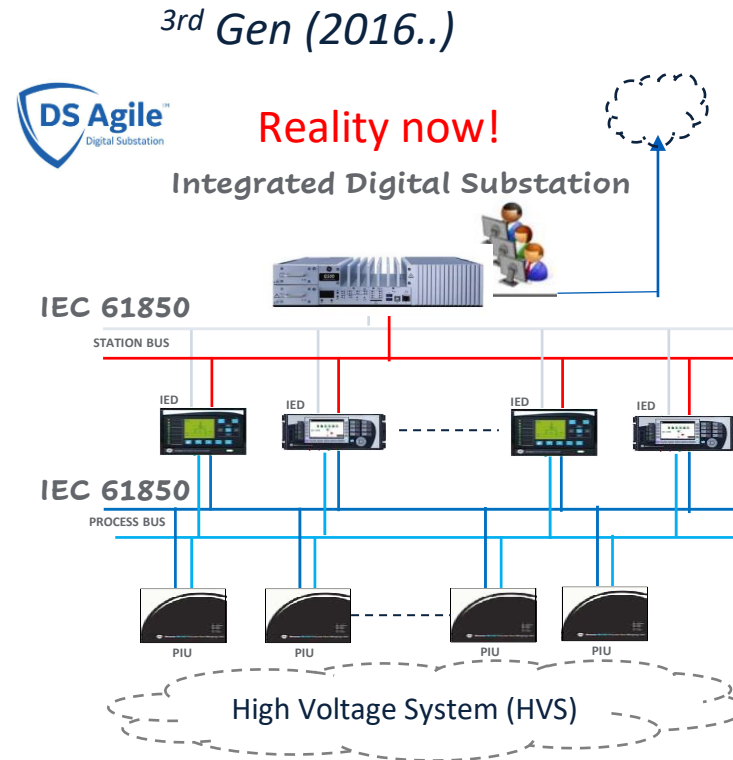 3rd Gen (2016..)
DS Agile™
Digital Substation
Reality now!
Integrated Digital Substation
IEC 61850
STATION BUS
IED
IED
IED
IED
IEC 61850
PROCESS BUS
PIU
PIU
PIU
PIU
High Voltage System (HVS)